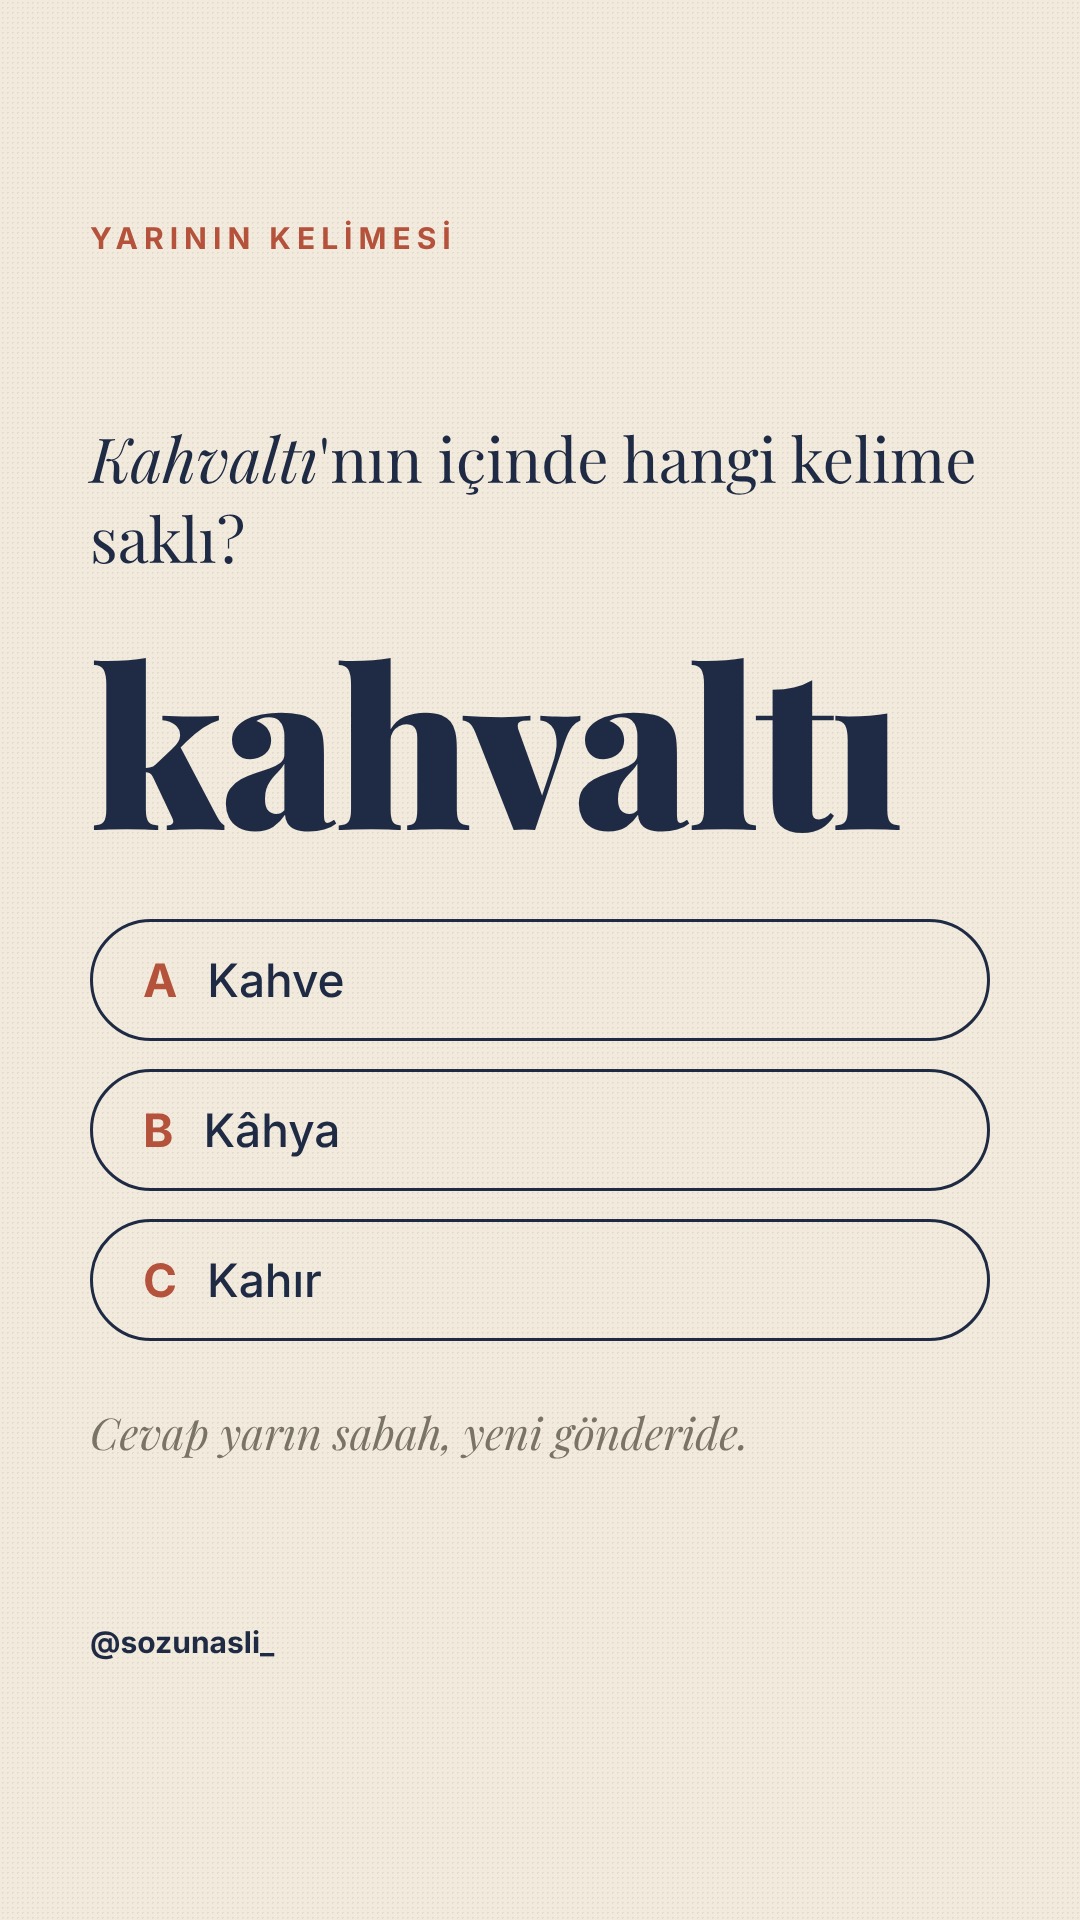 YARININ KELİMESİ
Kahvaltı'nın içinde hangi kelime
saklı?
kahvaltı
A Kahve
B Kâhya
C Kahır
Cevap yarın sabah, yeni gönderide.
@sozunasli_